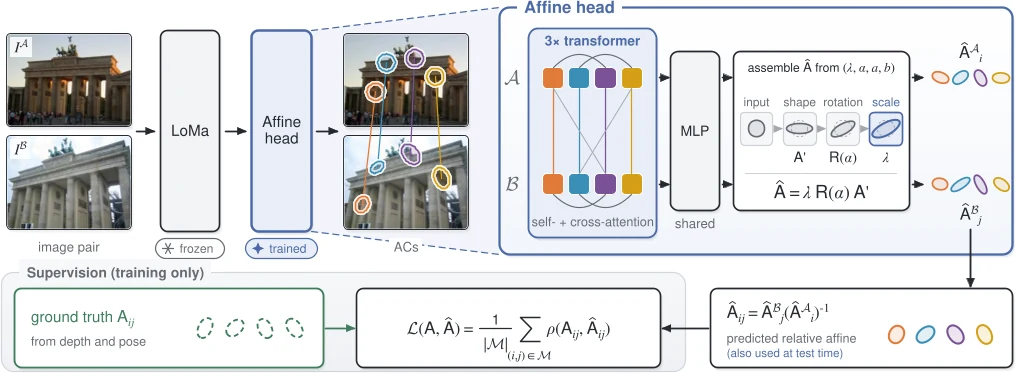 Affine head
I^A
I^B
image pair
LoMa
frozen
Affine
head
trained
ACs
3× transformer
A
B
self- + cross-attention
MLP
shared
assemble Â from (λ, α, a, b)
input
shape
rotation
scale
A'
R(α)
λ
Â = λ R(α) A'
Â^A_i
Â^B_j
Supervision (training only)
ground truth A_ij
from depth and pose
ℒ(A, Â) = 1/|ℳ| ∑_(i,j)∈ℳ ρ(A_ij, Â_ij)
Â_ij = Â^B_j(Â^A_i)^-1
predicted relative affine
(also used at test time)